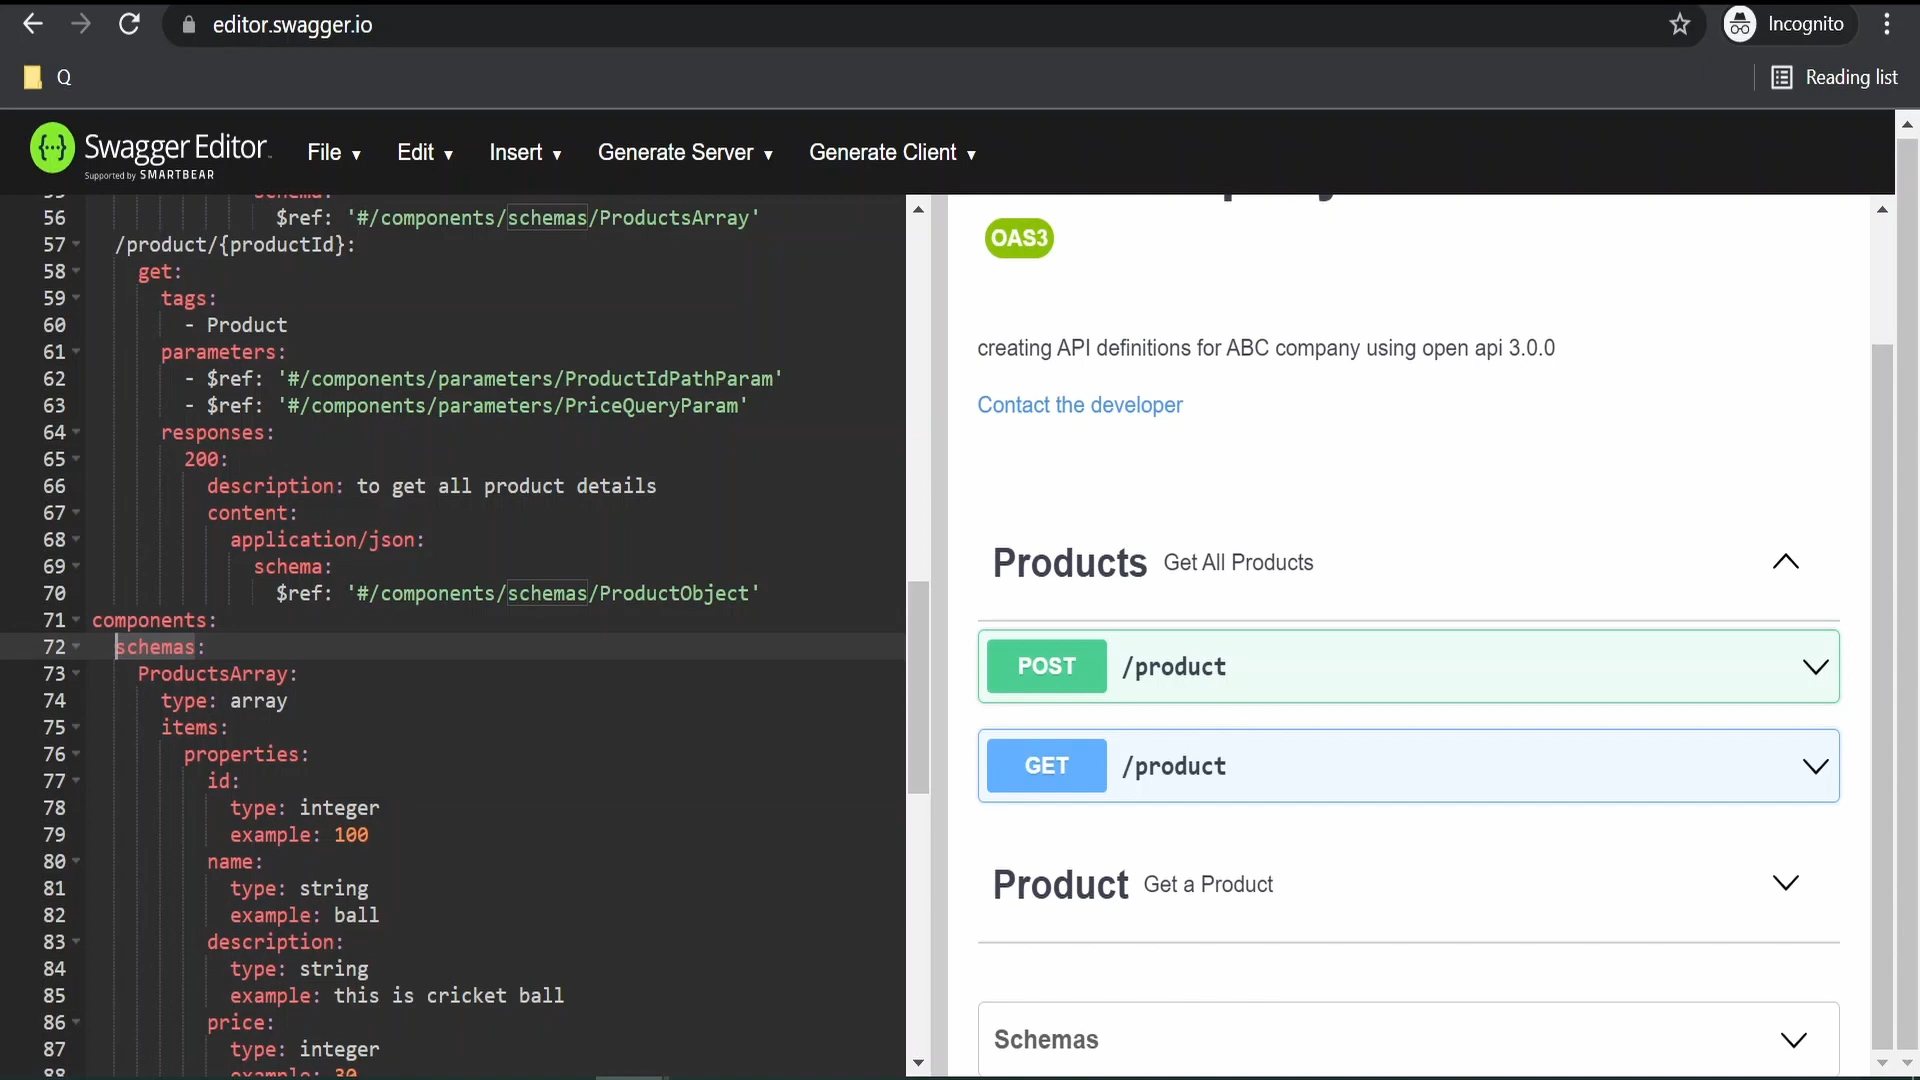 editor.swagger.io
Incognito
Q
Reading list
Swagger Editor
Supported by SMARTBEAR
File
Edit
Insert
Generate Server
Generate Client
56 $ref: '#/components/schemas/ProductsArray'
57 /product/{productId}:
58 get:
59 tags:
60 - Product
61 parameters:
62 - $ref: '#/components/parameters/ProductIdPathParam'
63 - $ref: '#/components/parameters/PriceQueryParam'
64 responses:
65 200:
66 description: to get all product details
67 content:
68 application/json:
69 schema:
70 $ref: '#/components/schemas/ProductObject'
71 components:
72 schemas:
73 ProductsArray:
74 type: array
75 items:
76 properties:
77 id:
78 type: integer
79 example: 100
80 name:
81 type: string
82 example: ball
83 description:
84 type: string
85 example: this is cricket ball
86 price:
87 type: integer
88 example: 30
OAS3
creating API definitions for ABC company using open api 3.0.0
Contact the developer
Products Get All Products
POST /product
GET /product
Product Get a Product
Schemas